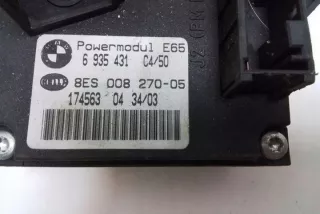 Powermodul E65
6 935 431 C4/50
8ES 008 270-05
174563 04 34/03